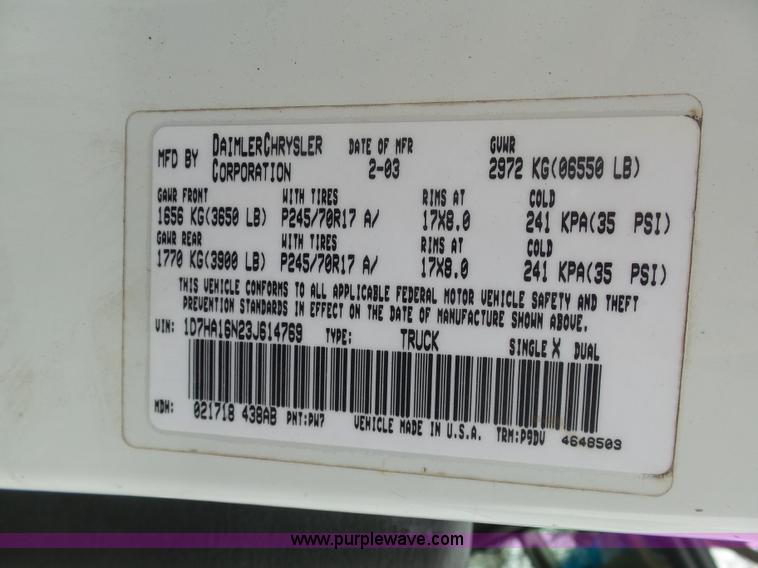 MFD BY DAIMLERCHRYSLER CORPORATION DATE OF MFR 2-03 GVWR 2972 KG(06550 LB)
GAWR FRONT WITH TIRES RIMS AT COLD
1656 KG(3650 LB) P245/70R17 A/ 17X8.0 241 KPA(35 PSI)
GAWR REAR WITH TIRES RIMS AT COLD
1770 KG(3900 LB) P245/70R17 A/ 17X8.0 241 KPA(35 PSI)
THIS VEHICLE CONFORMS TO ALL APPLICABLE FEDERAL MOTOR VEHICLE SAFETY AND THEFT
PREVENTION STANDARDS IN EFFECT ON THE DATE OF MANUFACTURE SHOWN ABOVE.
VIN: 1D7HA16N23J614769 TYPE: TRUCK SINGLE X DUAL
MDH: 021718 438AB PNT:PW7 VEHICLE MADE IN U.S.A. TRM:P9DV 4648503
www.purplewave.com